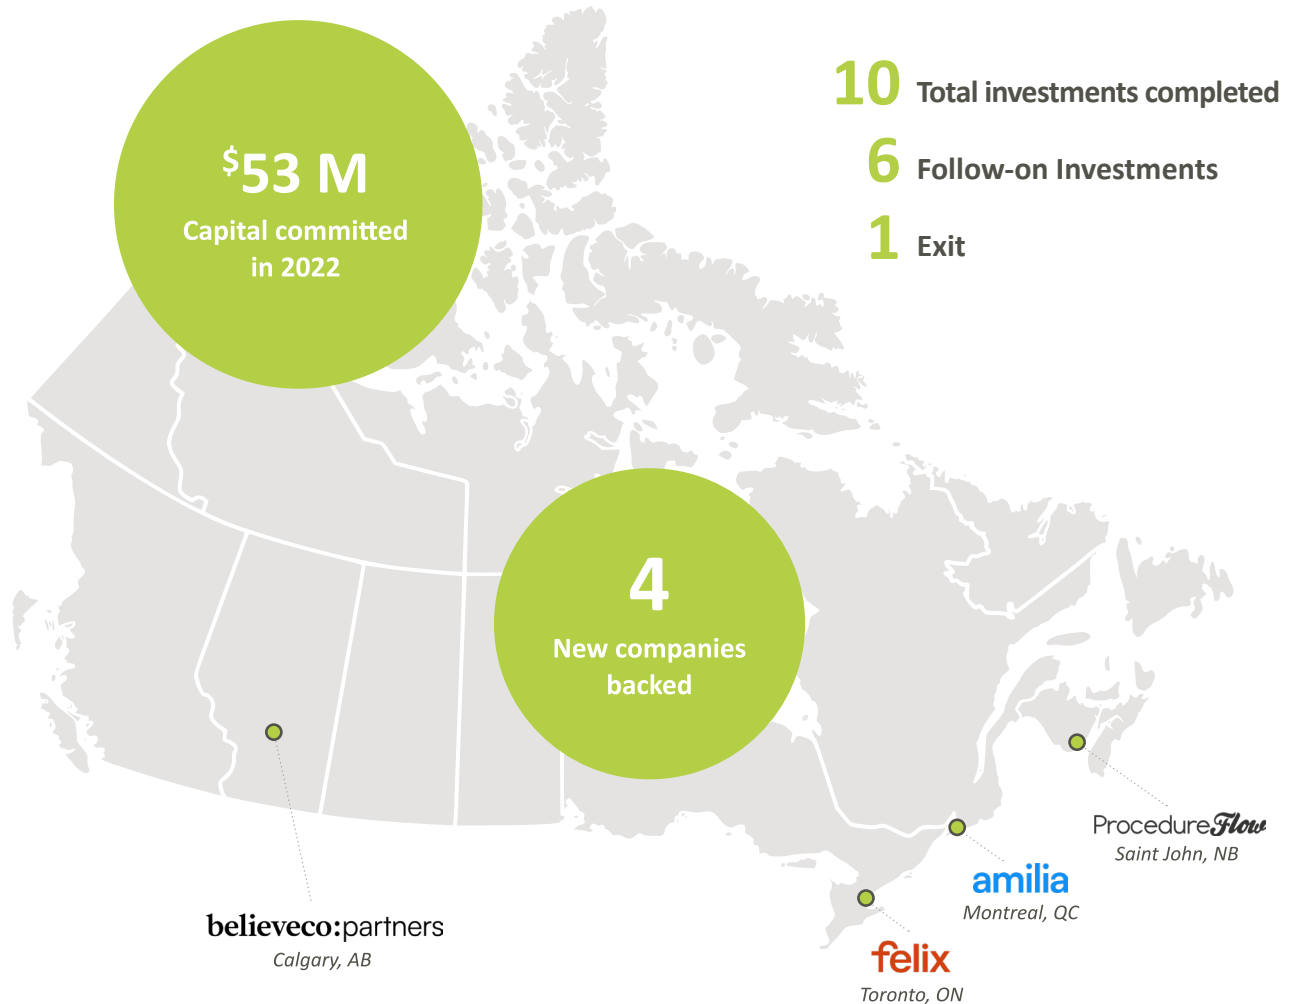 $53 M
Capital committed
in 2022
10 Total investments completed
6 Follow-on Investments
1 Exit
4
New companies
backed
believeco:partners
Calgary, AB
felix
Toronto, ON
amilia
Montreal, QC
ProcedureFlow
Saint John, NB